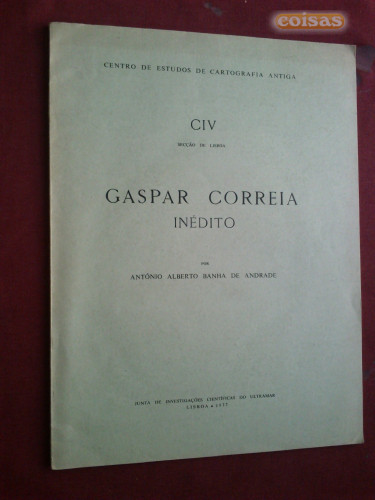 coisas
CENTRO DE ESTUDOS DE CARTOGRAFIA ANTIGA
CIV
SECÇÃO DE LISBOA
GASPAR CORREIA
INÉDITO
POR
ANTÓNIO ALBERTO BANHA DE ANDRADE
JUNTA DE INVESTIGAÇÕES CIENTÍFICAS DO ULTRAMAR
LISBOA